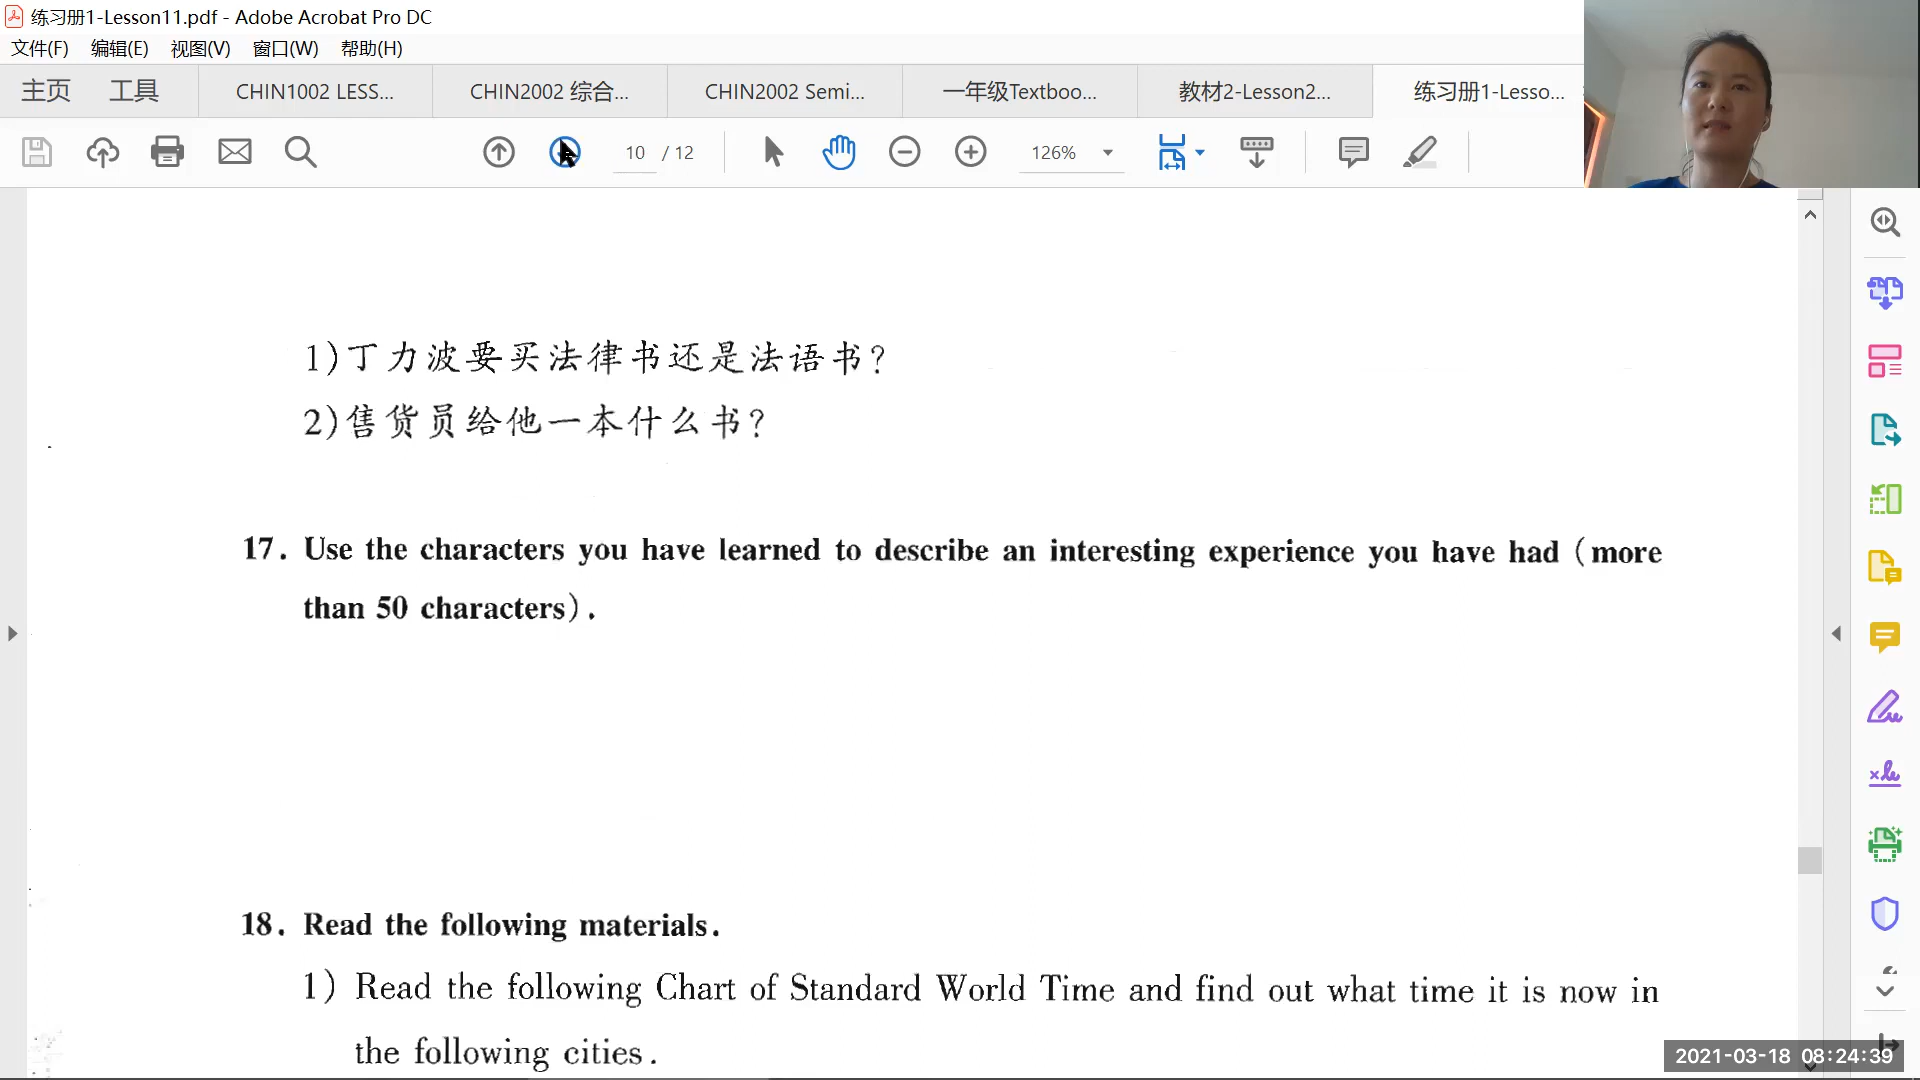 练习册1-Lesson11.pdf - Adobe Acrobat Pro DC
文件(F) 编辑(E) 视图(V) 窗口(W) 帮助(H)
主页 工具 CHIN1002 LESS... CHIN2002 综合... CHIN2002 Semi... 一年级Textboo... 教材2-Lesson2... 练习册1-Lesso...
10 / 12 126%
1)丁力波要买法律书还是法语书?
2)售货员给他一本什么书?
17. Use the characters you have learned to describe an interesting experience you have had (more
than 50 characters).
18. Read the following materials.
1) Read the following Chart of Standard World Time and find out what time it is now in
the following cities.
2021-03-18 08:24:39